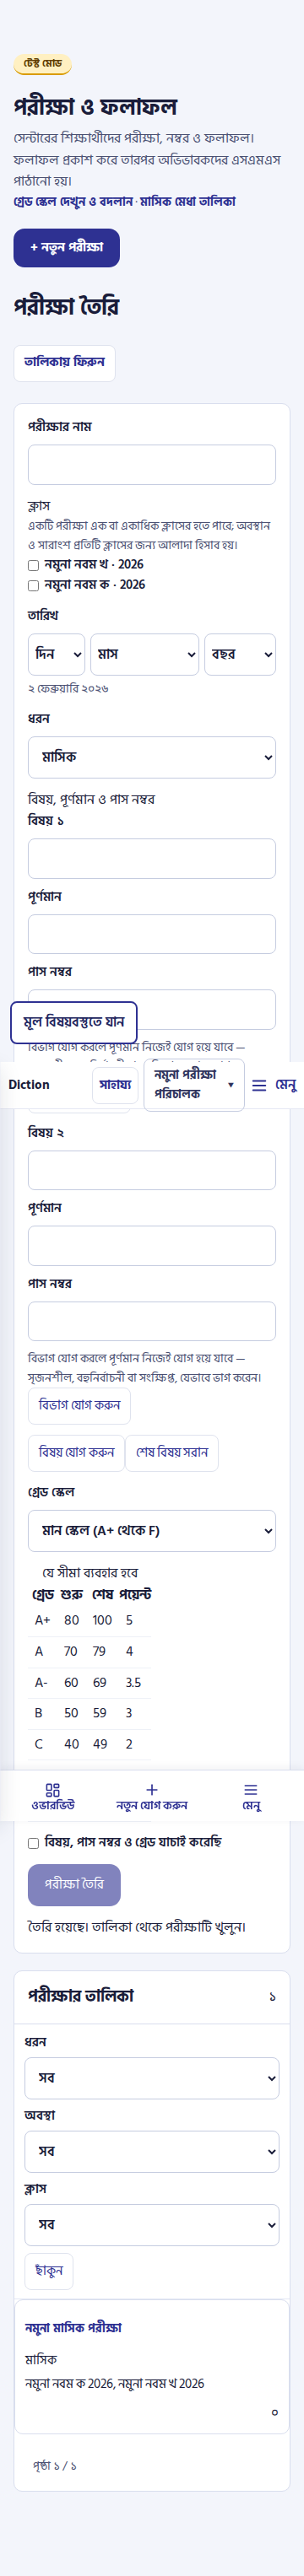 টেস্ট মোড
পরীক্ষা ও ফলাফল
সেন্টারের শিক্ষার্থীদের পরীক্ষা, নম্বর ও ফলাফল।
ফলাফল প্রকাশ করে তারপর অভিভাবকদের এসএমএস
পাঠানো হয়।
গ্রেড স্কেল দেখুন ও বদলান · মাসিক মেধা তালিকা
+ নতুন পরীক্ষা
পরীক্ষা তৈরি
তালিকায় ফিরুন
পরীক্ষার নাম
ক্লাস
একটি পরীক্ষা এক বা একাধিক ক্লাসের হতে পারে; অবস্থান
ও সারাংশ প্রতিটি ক্লাসের জন্য আলাদা হিসাব হয়।
নমুনা নবম খ · 2026
নমুনা নবম ক · 2026
তারিখ
দিন মাস বছর
২ ফেব্রুয়ারি ২০২৬
ধরন
মাসিক
বিষয়, পূর্ণমান ও পাস নম্বর
বিষয় ১
পূর্ণমান
পাস নম্বর
মূল বিষয়বস্তুতে যান
বিভাগ যোগ করলে পূর্ণমান নিজেই যোগ হয়ে যাবে —
Diction সাহায্য নমুনা পরীক্ষা পরিচালক মেনু
বিষয় ২
পূর্ণমান
পাস নম্বর
বিভাগ যোগ করলে পূর্ণমান নিজেই যোগ হয়ে যাবে —
সৃজনশীল, বহুনির্বাচনী বা সংক্ষিপ্ত, যেভাবে ভাগ করেন।
বিভাগ যোগ করুন
বিষয় যোগ করুন শেষ বিষয় সরান
গ্রেড স্কেল
মান স্কেল (A+ থেকে F)
যে সীমা ব্যবহার হবে
গ্রেড শুরু শেষ পয়েন্ট
A+ 80 100 5
A 70 79 4
A- 60 69 3.5
B 50 59 3
C 40 49 2
ওভারভিউ নতুন যোগ করুন মেনু
বিষয়, পাস নম্বর ও গ্রেড যাচাই করেছি
পরীক্ষা তৈরি
তৈরি হয়েছে। তালিকা থেকে পরীক্ষাটি খুলুন।
পরীক্ষার তালিকা ১
ধরন
সব
অবস্থা
সব
ক্লাস
সব
ছাঁকুন
নমুনা মাসিক পরীক্ষা
মাসিক
নমুনা নবম ক 2026, নমুনা নবম খ 2026
০
পৃষ্ঠা ১ / ১